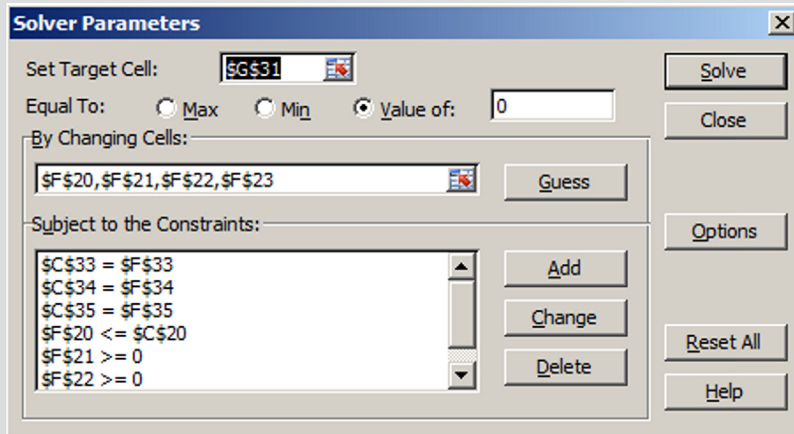 Solver Parameters
Set Target Cell: $G$31 Solve
Equal To: Max Min Value of: 0 Close
By Changing Cells:
$F$20,$F$21,$F$22,$F$23 Guess
Subject to the Constraints: Options
$C$33 = $F$33 Add
$C$34 = $F$34
$C$35 = $F$35 Change
$F$20 <= $C$20
$F$21 >= 0 Delete Reset All
$F$22 >= 0 Help